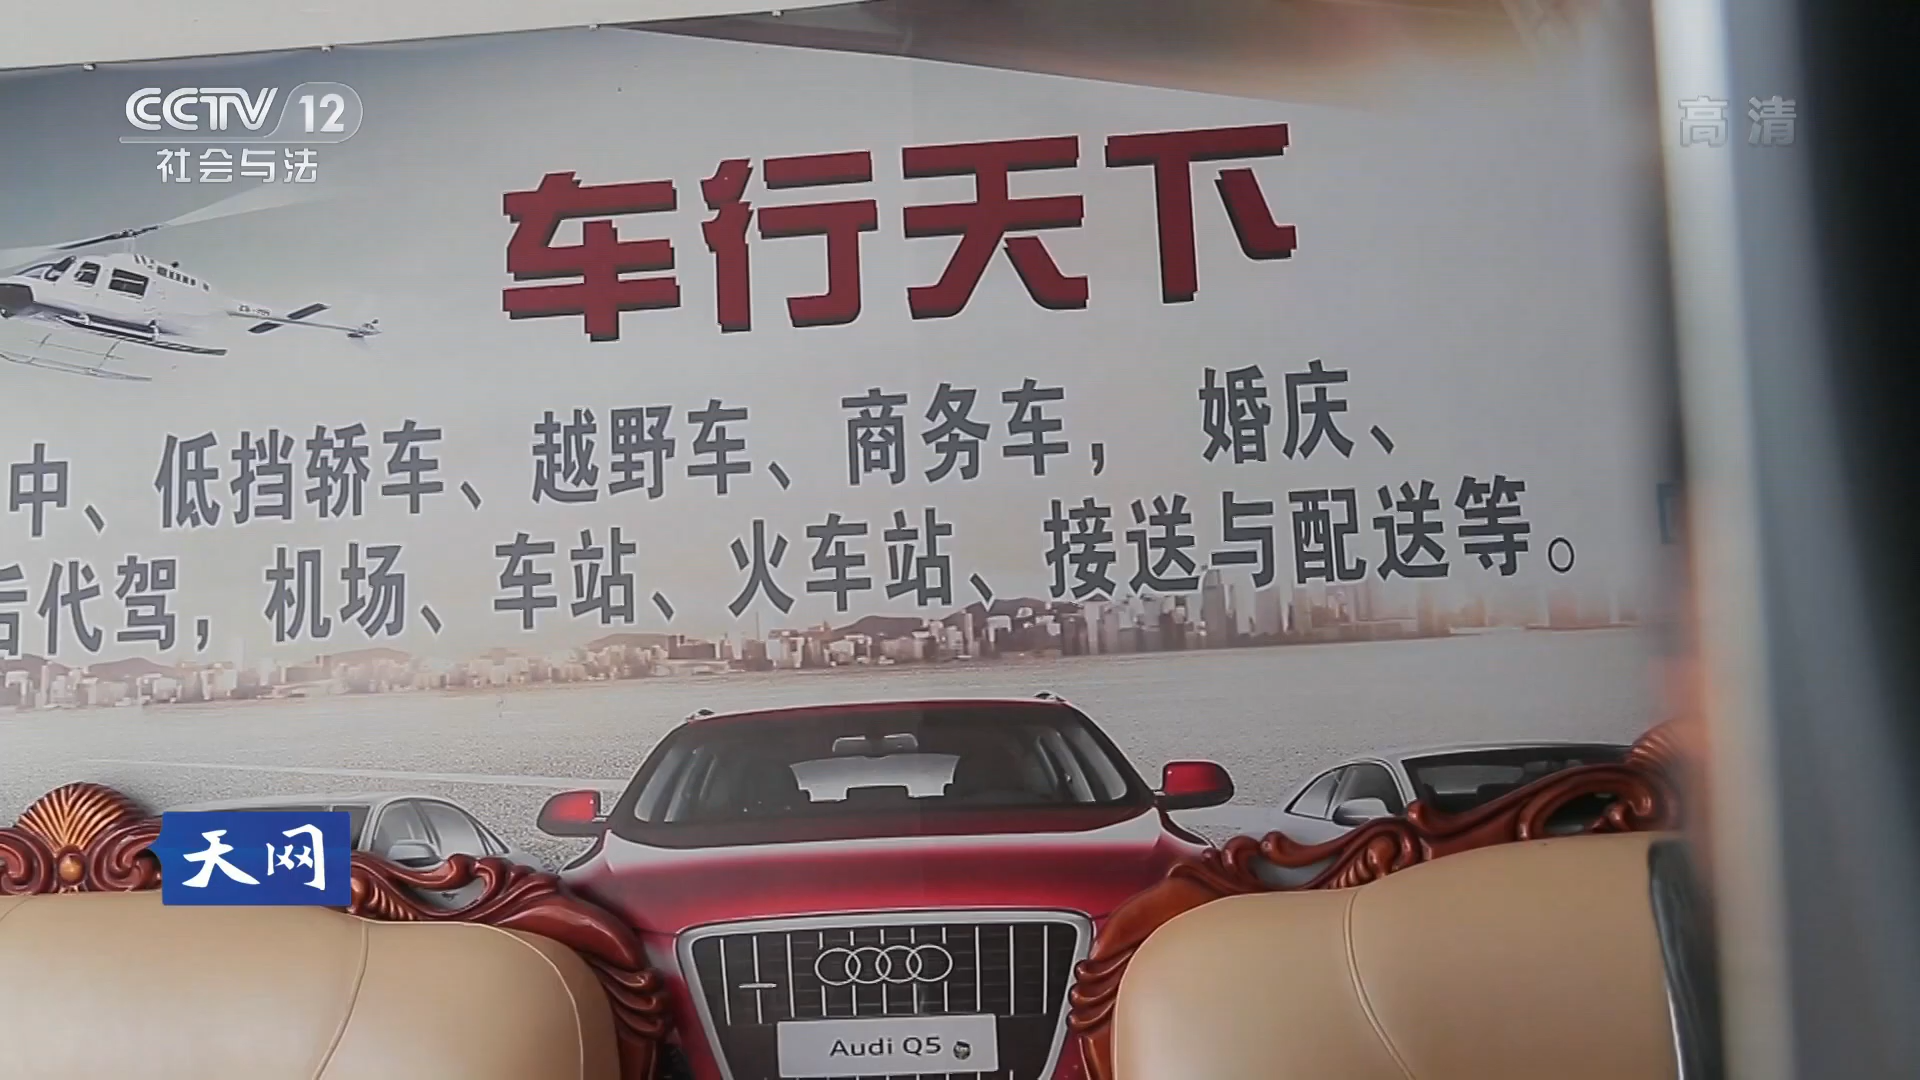 CCTV 12
社会与法
高清
车行天下
中、低挡轿车、越野车、商务车， 婚庆、
后代驾，机场、车站、火车站、接送与配送等。
天网
Audi Q5